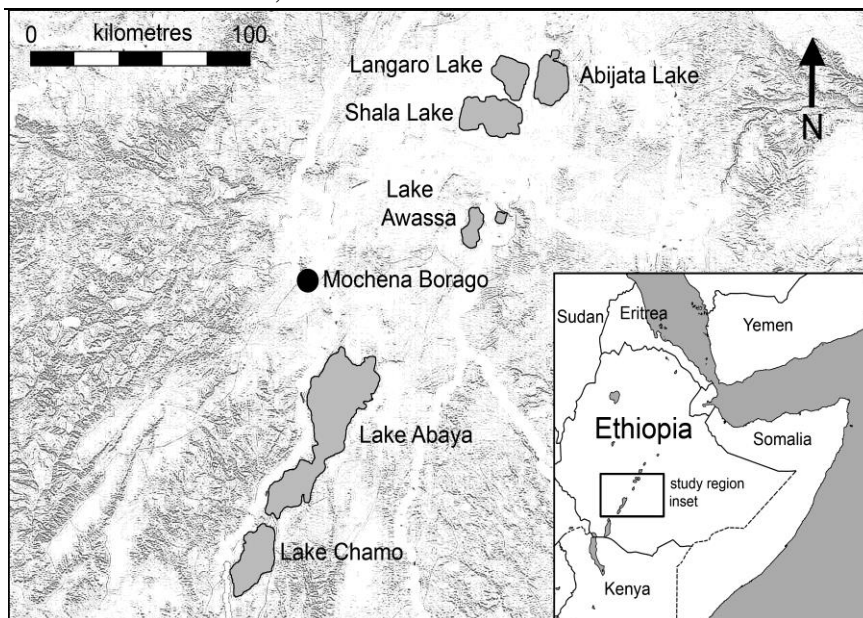 0 kilometres 100
Langaro Lake
Abijata Lake
Shala Lake
N
Lake
Awassa
Mochena Borago
Lake Abaya
Lake Chamo
Sudan
Eritrea
Yemen
Ethiopia
Somalia
study region
inset
Kenya